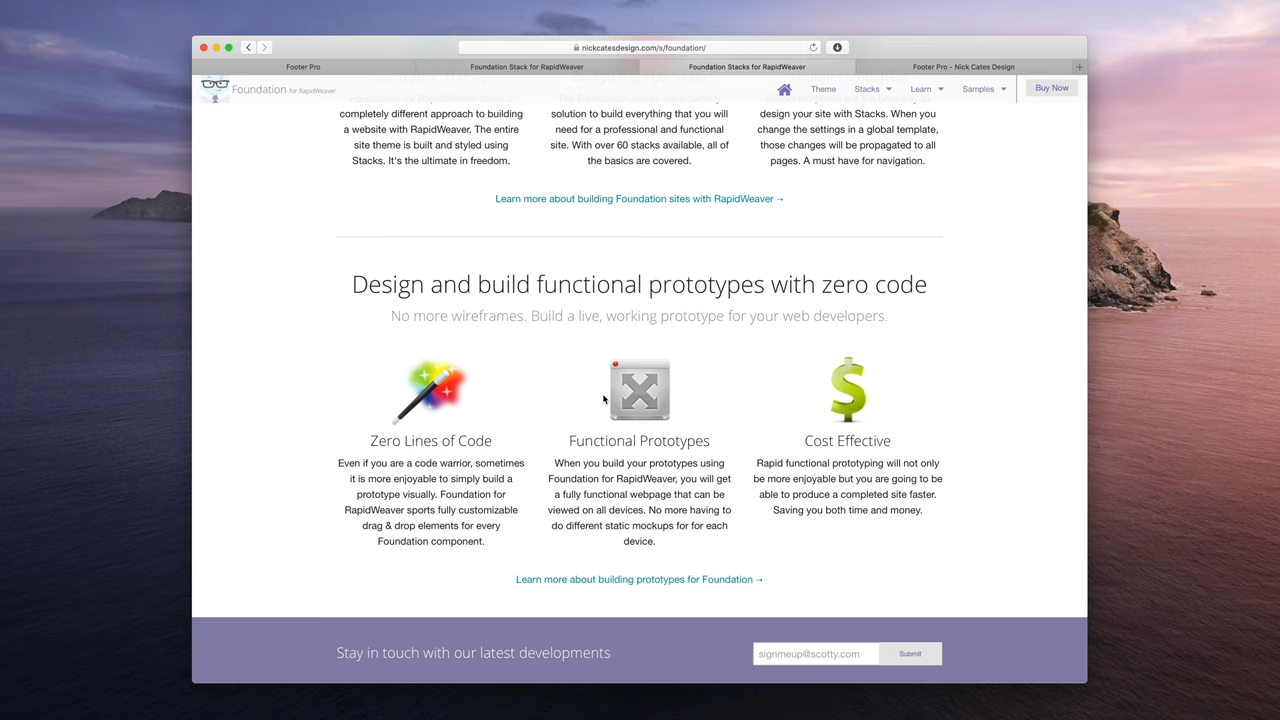 nickcatesdesign.com/s/foundation/
Footer Pro
Foundation Stack for RapidWeaver
Foundation Stacks for RapidWeaver
Footer Pro - Nick Cates Design
Foundation for RapidWeaver
Theme
Stacks
Learn
Samples
Buy Now
completely different approach to building
a website with RapidWeaver. The entire
site theme is built and styled using
Stacks. It's the ultimate in freedom.
solution to build everything that you will
need for a professional and functional
site. With over 60 stacks available, all of
the basics are covered.
design your site with Stacks. When you
change the settings in a global template,
those changes will be propagated to all
pages. A must have for navigation.
Learn more about building Foundation sites with RapidWeaver →
Design and build functional prototypes with zero code
No more wireframes. Build a live, working prototype for your web developers.
Zero Lines of Code
Even if you are a code warrior, sometimes
it is more enjoyable to simply build a
prototype visually. Foundation for
RapidWeaver sports fully customizable
drag & drop elements for every
Foundation component.
Functional Prototypes
When you build your prototypes using
Foundation for RapidWeaver, you will get
a fully functional webpage that can be
viewed on all devices. No more having to
do different static mockups for for each
device.
Cost Effective
Rapid functional prototyping will not only
be more enjoyable but you are going to be
able to produce a completed site faster.
Saving you both time and money.
Learn more about building prototypes for Foundation →
Stay in touch with our latest developments
signmeup@scotty.com
Submit